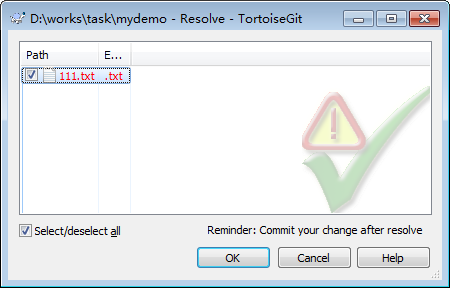 D:\works\task\mydemo - Resolve - TortoiseGit
Path E...
111.txt .txt
Select/deselect all
Reminder: Commit your change after resolve
OK Cancel Help